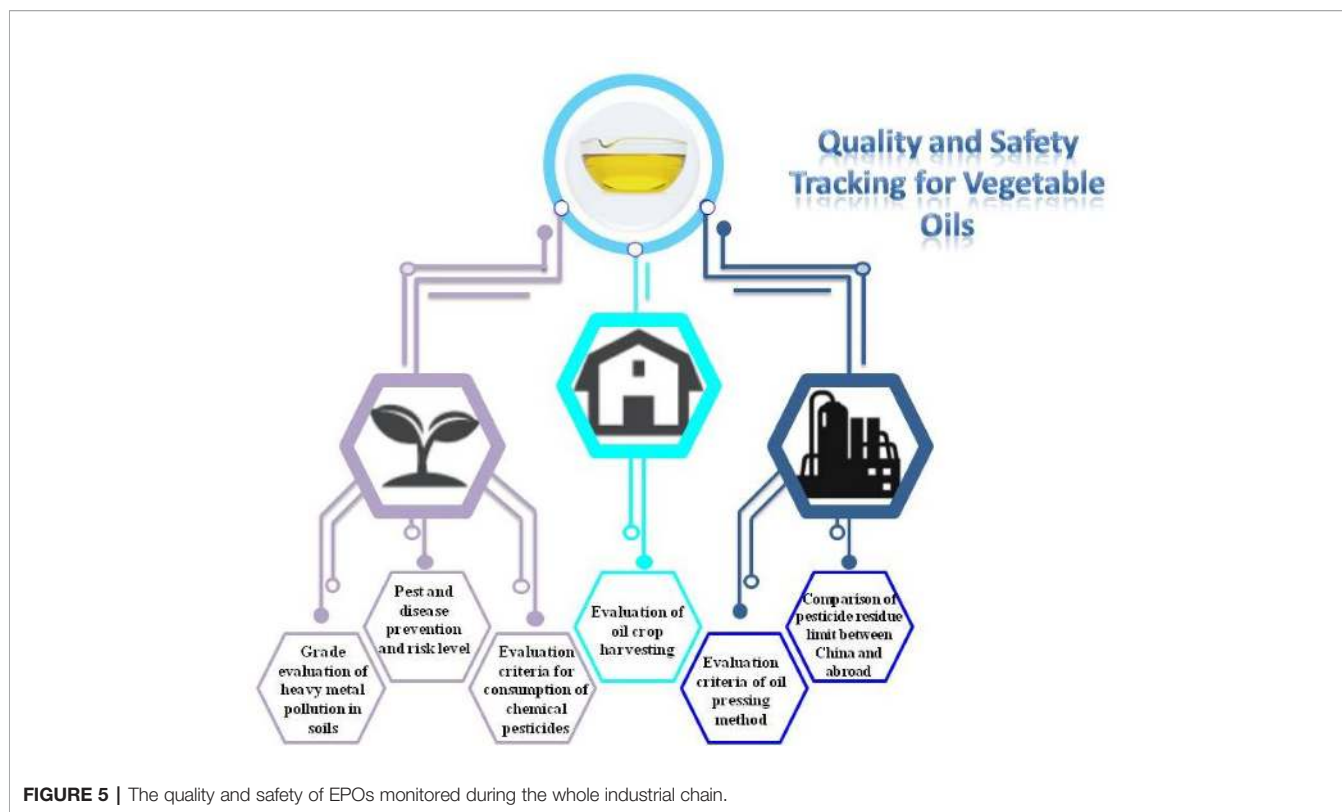 Quality and Safety
Tracking for Vegetable
Oils
Grade
evaluation of
heavy metal
pollution in
soils
Pest and
disease
prevention
and risk level
Evaluation
criteria for
consumption of
chemical
pesticides
Evaluation of
oil crop
harvesting
Evaluation
criteria of oil
pressing
method
Comparison of
pesticide residue
limit between
China and
abroad
FIGURE 5 | The quality and safety of EPOs monitored during the whole industrial chain.